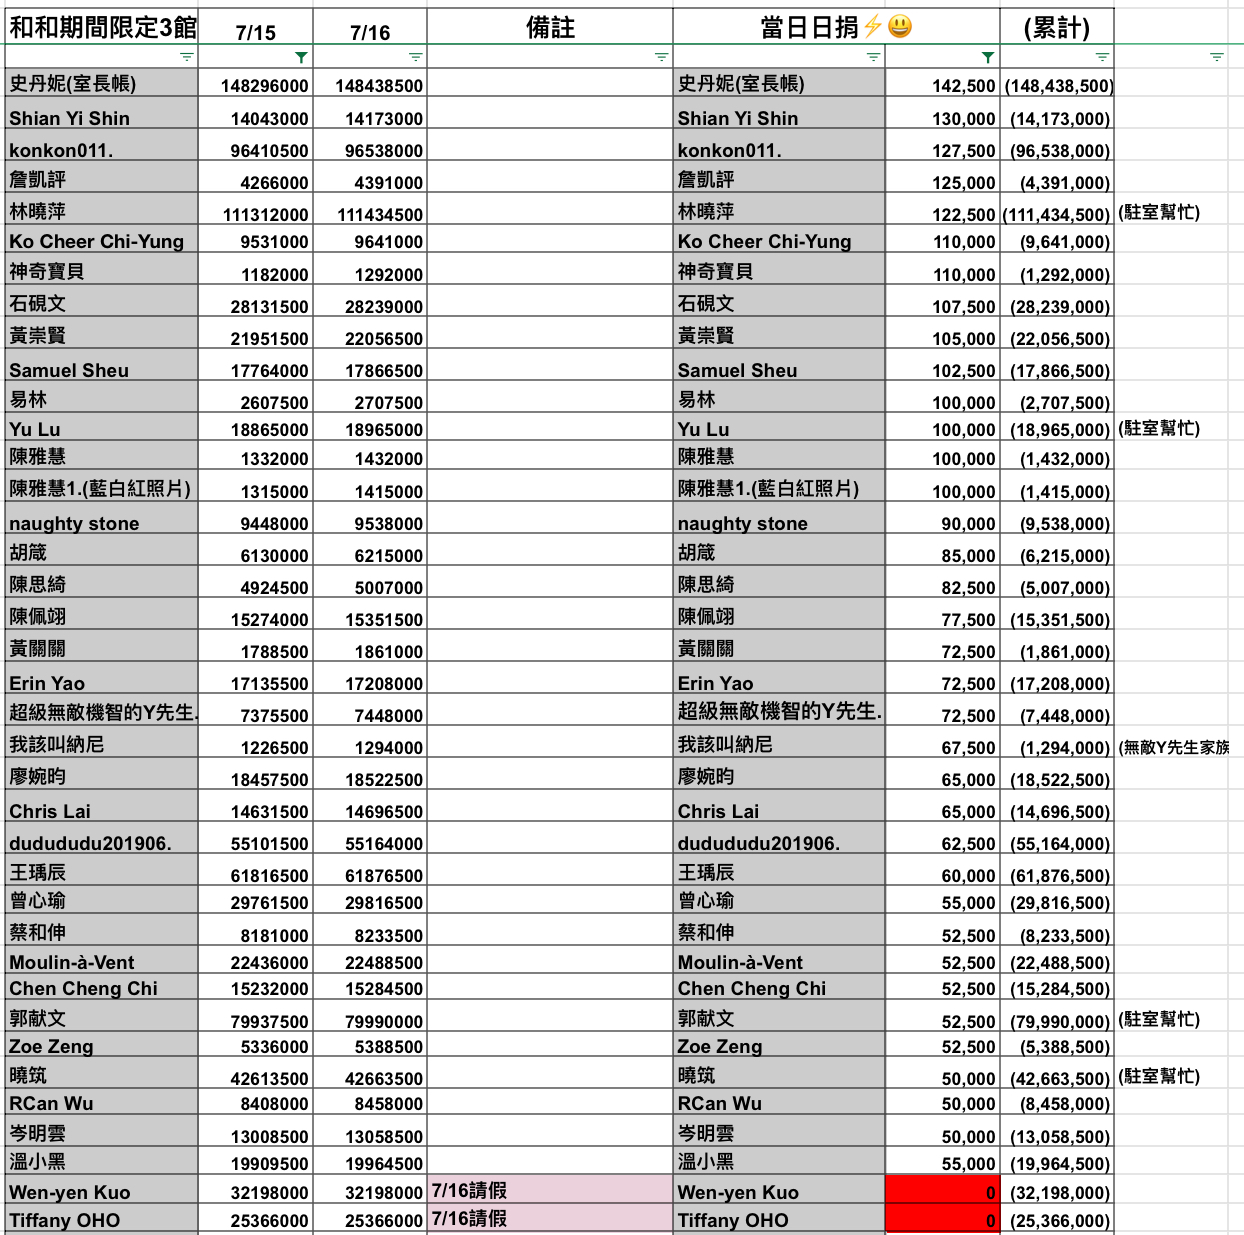 和和期間限定3館 7/15 7/16 備註 當日日捐⚡😃 (累計)
史丹妮(室長帳) 148296000 148438500 史丹妮(室長帳) 142,500 (148,438,500)
Shian Yi Shin 14043000 14173000 Shian Yi Shin 130,000 (14,173,000)
konkon011. 96410500 96538000 konkon011. 127,500 (96,538,000)
詹凱評 4266000 4391000 詹凱評 125,000 (4,391,000)
林曉萍 111312000 111434500 林曉萍 122,500 (111,434,500) (駐室幫忙)
Ko Cheer Chi-Yung 9531000 9641000 Ko Cheer Chi-Yung 110,000 (9,641,000)
神奇寶貝 1182000 1292000 神奇寶貝 110,000 (1,292,000)
石硯文 28131500 28239000 石硯文 107,500 (28,239,000)
黃崇賢 21951500 22056500 黃崇賢 105,000 (22,056,500)
Samuel Sheu 17764000 17866500 Samuel Sheu 102,500 (17,866,500)
易林 2607500 2707500 易林 100,000 (2,707,500)
Yu Lu 18865000 18965000 Yu Lu 100,000 (18,965,000) (駐室幫忙)
陳雅慧 1332000 1432000 陳雅慧 100,000 (1,432,000)
陳雅慧1.(藍白紅照片) 1315000 1415000 陳雅慧1.(藍白紅照片) 100,000 (1,415,000)
naughty stone 9448000 9538000 naughty stone 90,000 (9,538,000)
胡箴 6130000 6215000 胡箴 85,000 (6,215,000)
陳思綺 4924500 5007000 陳思綺 82,500 (5,007,000)
陳佩翊 15274000 15351500 陳佩翊 77,500 (15,351,500)
黃關關 1788500 1861000 黃關關 72,500 (1,861,000)
Erin Yao 17135500 17208000 Erin Yao 72,500 (17,208,000)
超級無敵機智的Y先生. 7375500 7448000 超級無敵機智的Y先生. 72,500 (7,448,000)
我該叫納尼 1226500 1294000 我該叫納尼 67,500 (1,294,000) (無敵Y先生家族
廖婉昀 18457500 18522500 廖婉昀 65,000 (18,522,500)
Chris Lai 14631500 14696500 Chris Lai 65,000 (14,696,500)
dudududu201906. 55101500 55164000 dudududu201906. 62,500 (55,164,000)
王瑀辰 61816500 61876500 王瑀辰 60,000 (61,876,500)
曾心瑜 29761500 29816500 曾心瑜 55,000 (29,816,500)
蔡和伸 8181000 8233500 蔡和伸 52,500 (8,233,500)
Moulin-à-Vent 22436000 22488500 Moulin-à-Vent 52,500 (22,488,500)
Chen Cheng Chi 15232000 15284500 Chen Cheng Chi 52,500 (15,284,500)
郭献文 79937500 79990000 郭献文 52,500 (79,990,000) (駐室幫忙)
Zoe Zeng 5336000 5388500 Zoe Zeng 52,500 (5,388,500)
曉筑 42613500 42663500 曉筑 50,000 (42,663,500) (駐室幫忙)
RCan Wu 8408000 8458000 RCan Wu 50,000 (8,458,000)
岑明雲 13008500 13058500 岑明雲 50,000 (13,058,500)
溫小黑 19909500 19964500 溫小黑 55,000 (19,964,500)
Wen-yen Kuo 32198000 32198000 7/16請假 Wen-yen Kuo 0 (32,198,000)
Tiffany OHO 25366000 25366000 7/16請假 Tiffany OHO 0 (25,366,000)